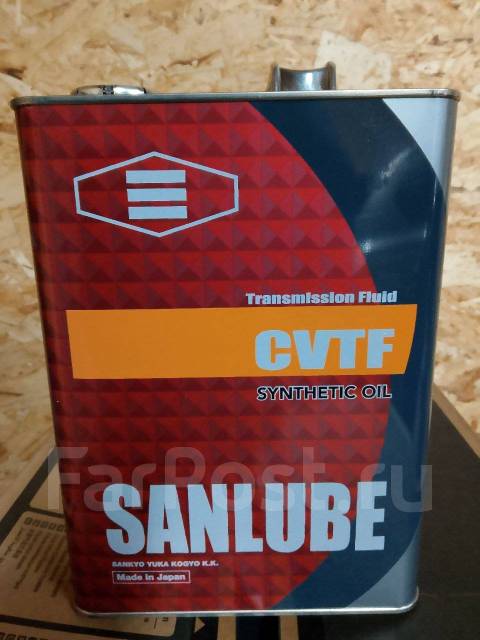 Transmission Fluid
CVTF
SYNTHETIC OIL
FarPost.ru
SANLUBE
SANKYO YUKA KOGYO K.K.
Made in Japan